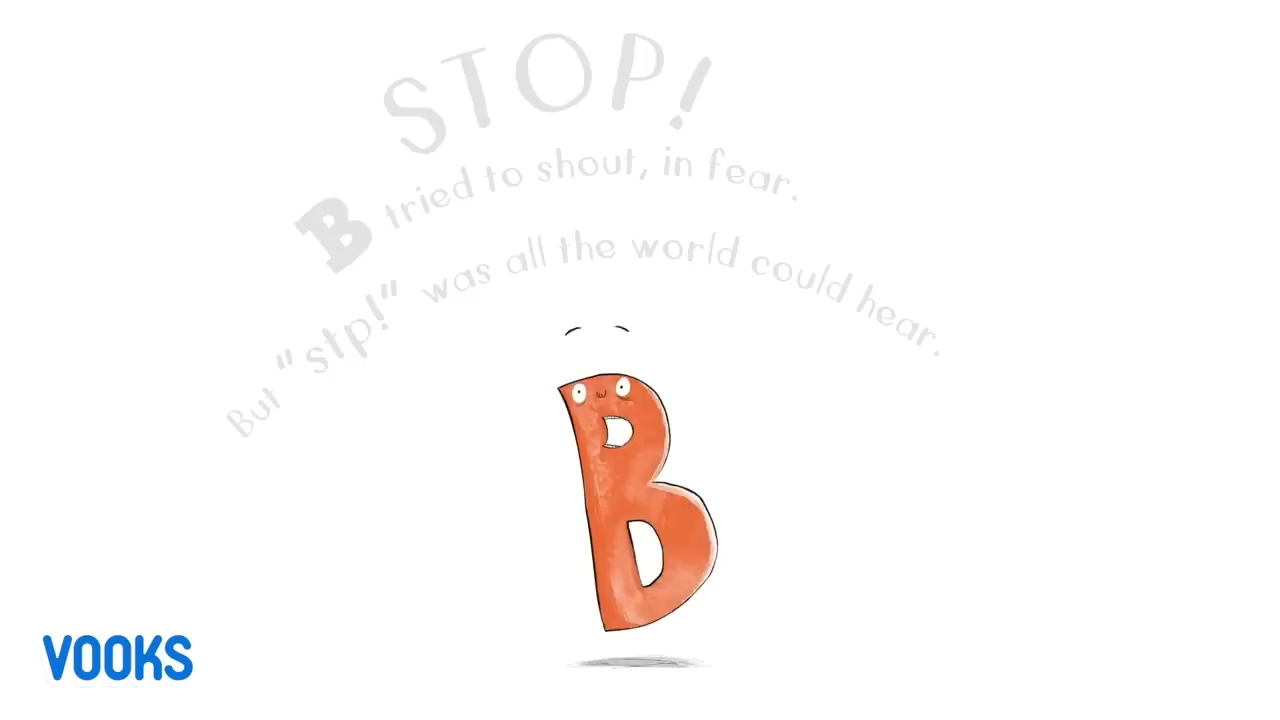 STOP!
B tried to shout, in fear.
But "stp!" was all the world could hear.
VOOKS